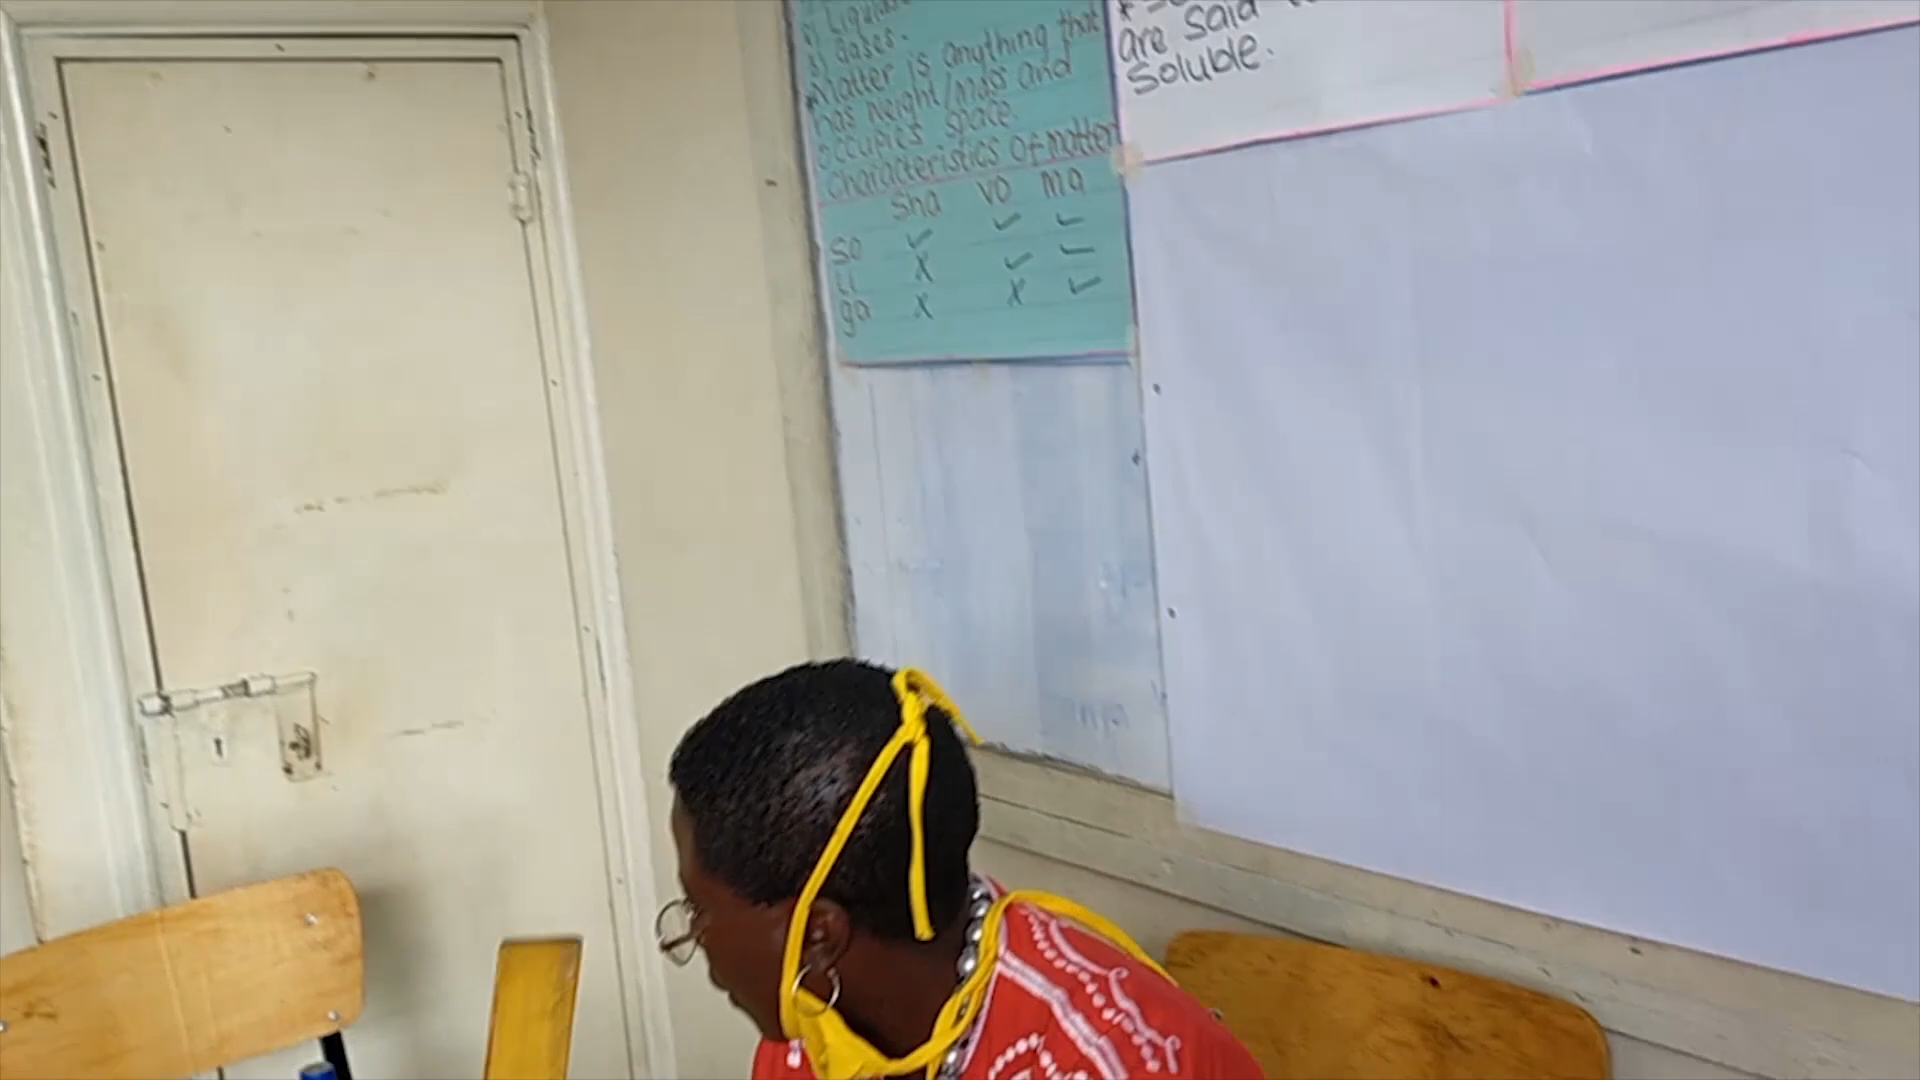 Liquids
Gases.
Matter is anything that
has weight/mass and
occupies space.
Characteristics of matter
Sha vo ma
so ✓ ✓ ✓
Li X ✓ ✓
ga X X ✓
are said
Soluble.